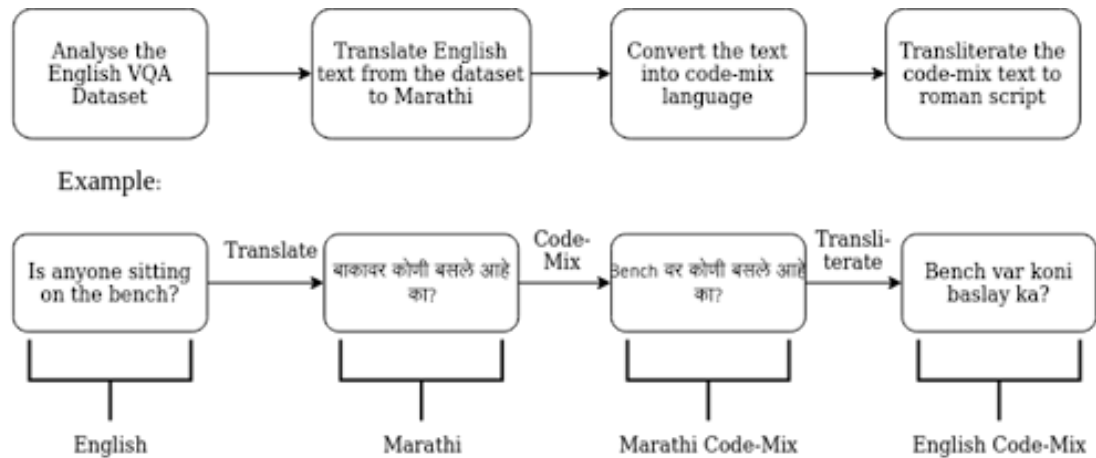 Analyse the
English VQA
Dataset
Translate English
text from the dataset
to Marathi
Convert the text
into code-mix
language
Transliterate the
code-mix text to
roman script
Example:
Is anyone sitting
on the bench?
Translate
बाकावर कोणी बसले आहे
का?
Code-
Mix
Bench वर कोणी बसले आहे
का?
Transli-
terate
Bench var koni
baslay ka?
English
Marathi
Marathi Code-Mix
English Code-Mix